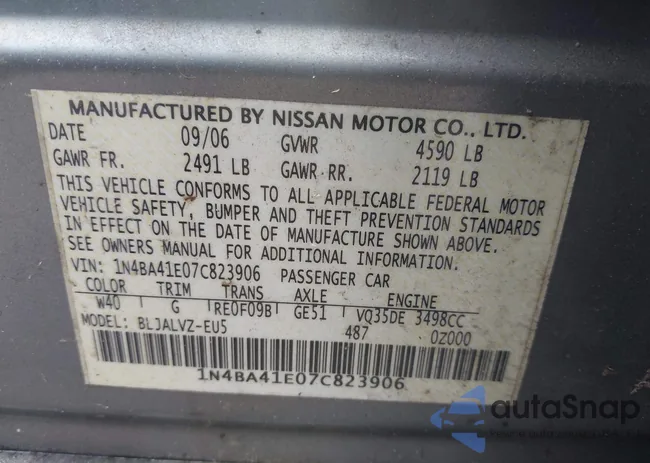 MANUFACTURED BY NISSAN MOTOR CO., LTD.
DATE 09/06 GVWR 4590 LB
GAWR FR. 2491 LB GAWR RR. 2119 LB
THIS VEHICLE CONFORMS TO ALL APPLICABLE FEDERAL MOTOR
VEHICLE SAFETY, BUMPER AND THEFT PREVENTION STANDARDS
IN EFFECT ON THE DATE OF MANUFACTURE SHOWN ABOVE.
SEE OWNERS MANUAL FOR ADDITIONAL INFORMATION.
VIN: 1N4BA41E07C823906 PASSENGER CAR
COLOR TRIM TRANS AXLE ENGINE
W40 G RE0F09B GE51 VQ35DE 3498CC
MODEL: BLJALVZ-EU5 487 0Z000
1N4BA41E07C823906
autoSnap